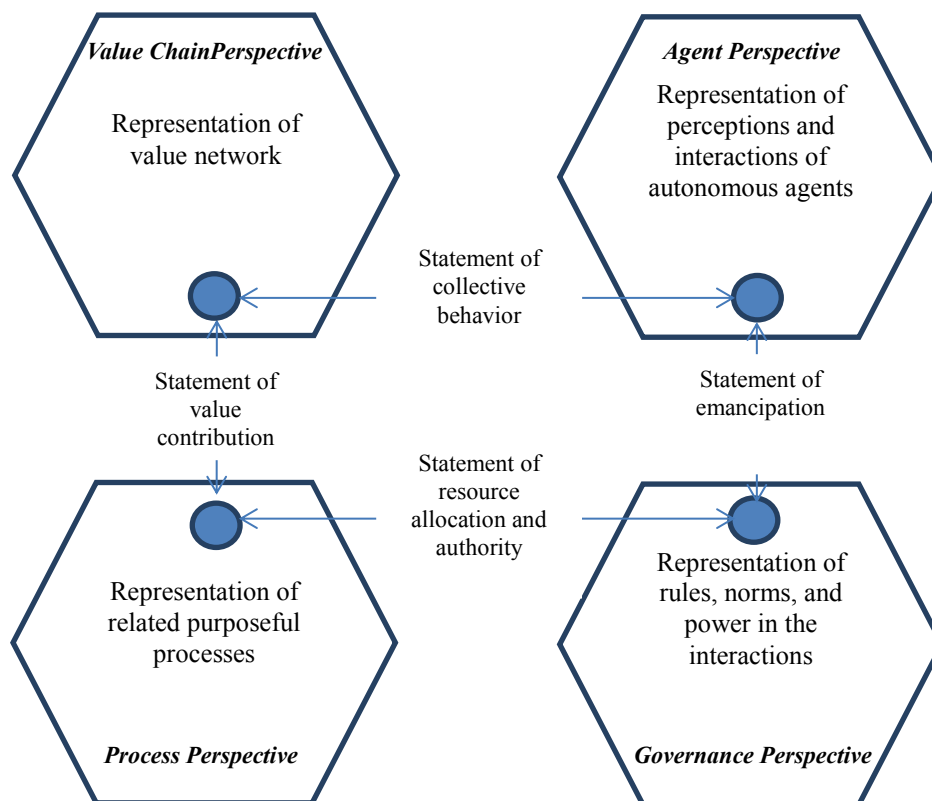 Value ChainPerspective
Representation of
value network
Agent Perspective
Representation of
perceptions and
interactions of
autonomous agents
Statement of
collective
behavior
Statement of
value
contribution
Statement of
emancipation
Statement of
resource
allocation and
authority
Representation of
related purposeful
processes
Process Perspective
Representation of
rules, norms, and
power in the
interactions
Governance Perspective